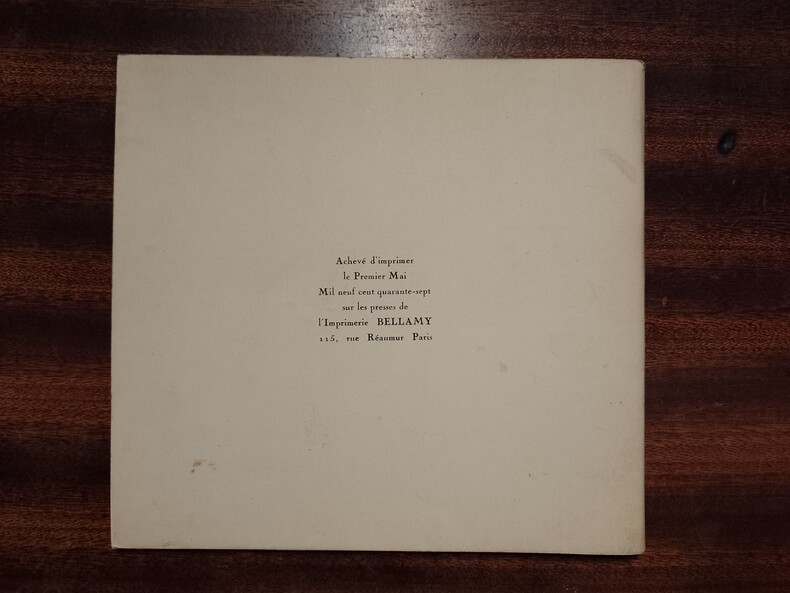 Achevé d'imprimer
le Premier Mai
Mil neuf cent quarante-sept
sur les presses de
l'Imprimerie BELLAMY
115, rue Réaumur Paris